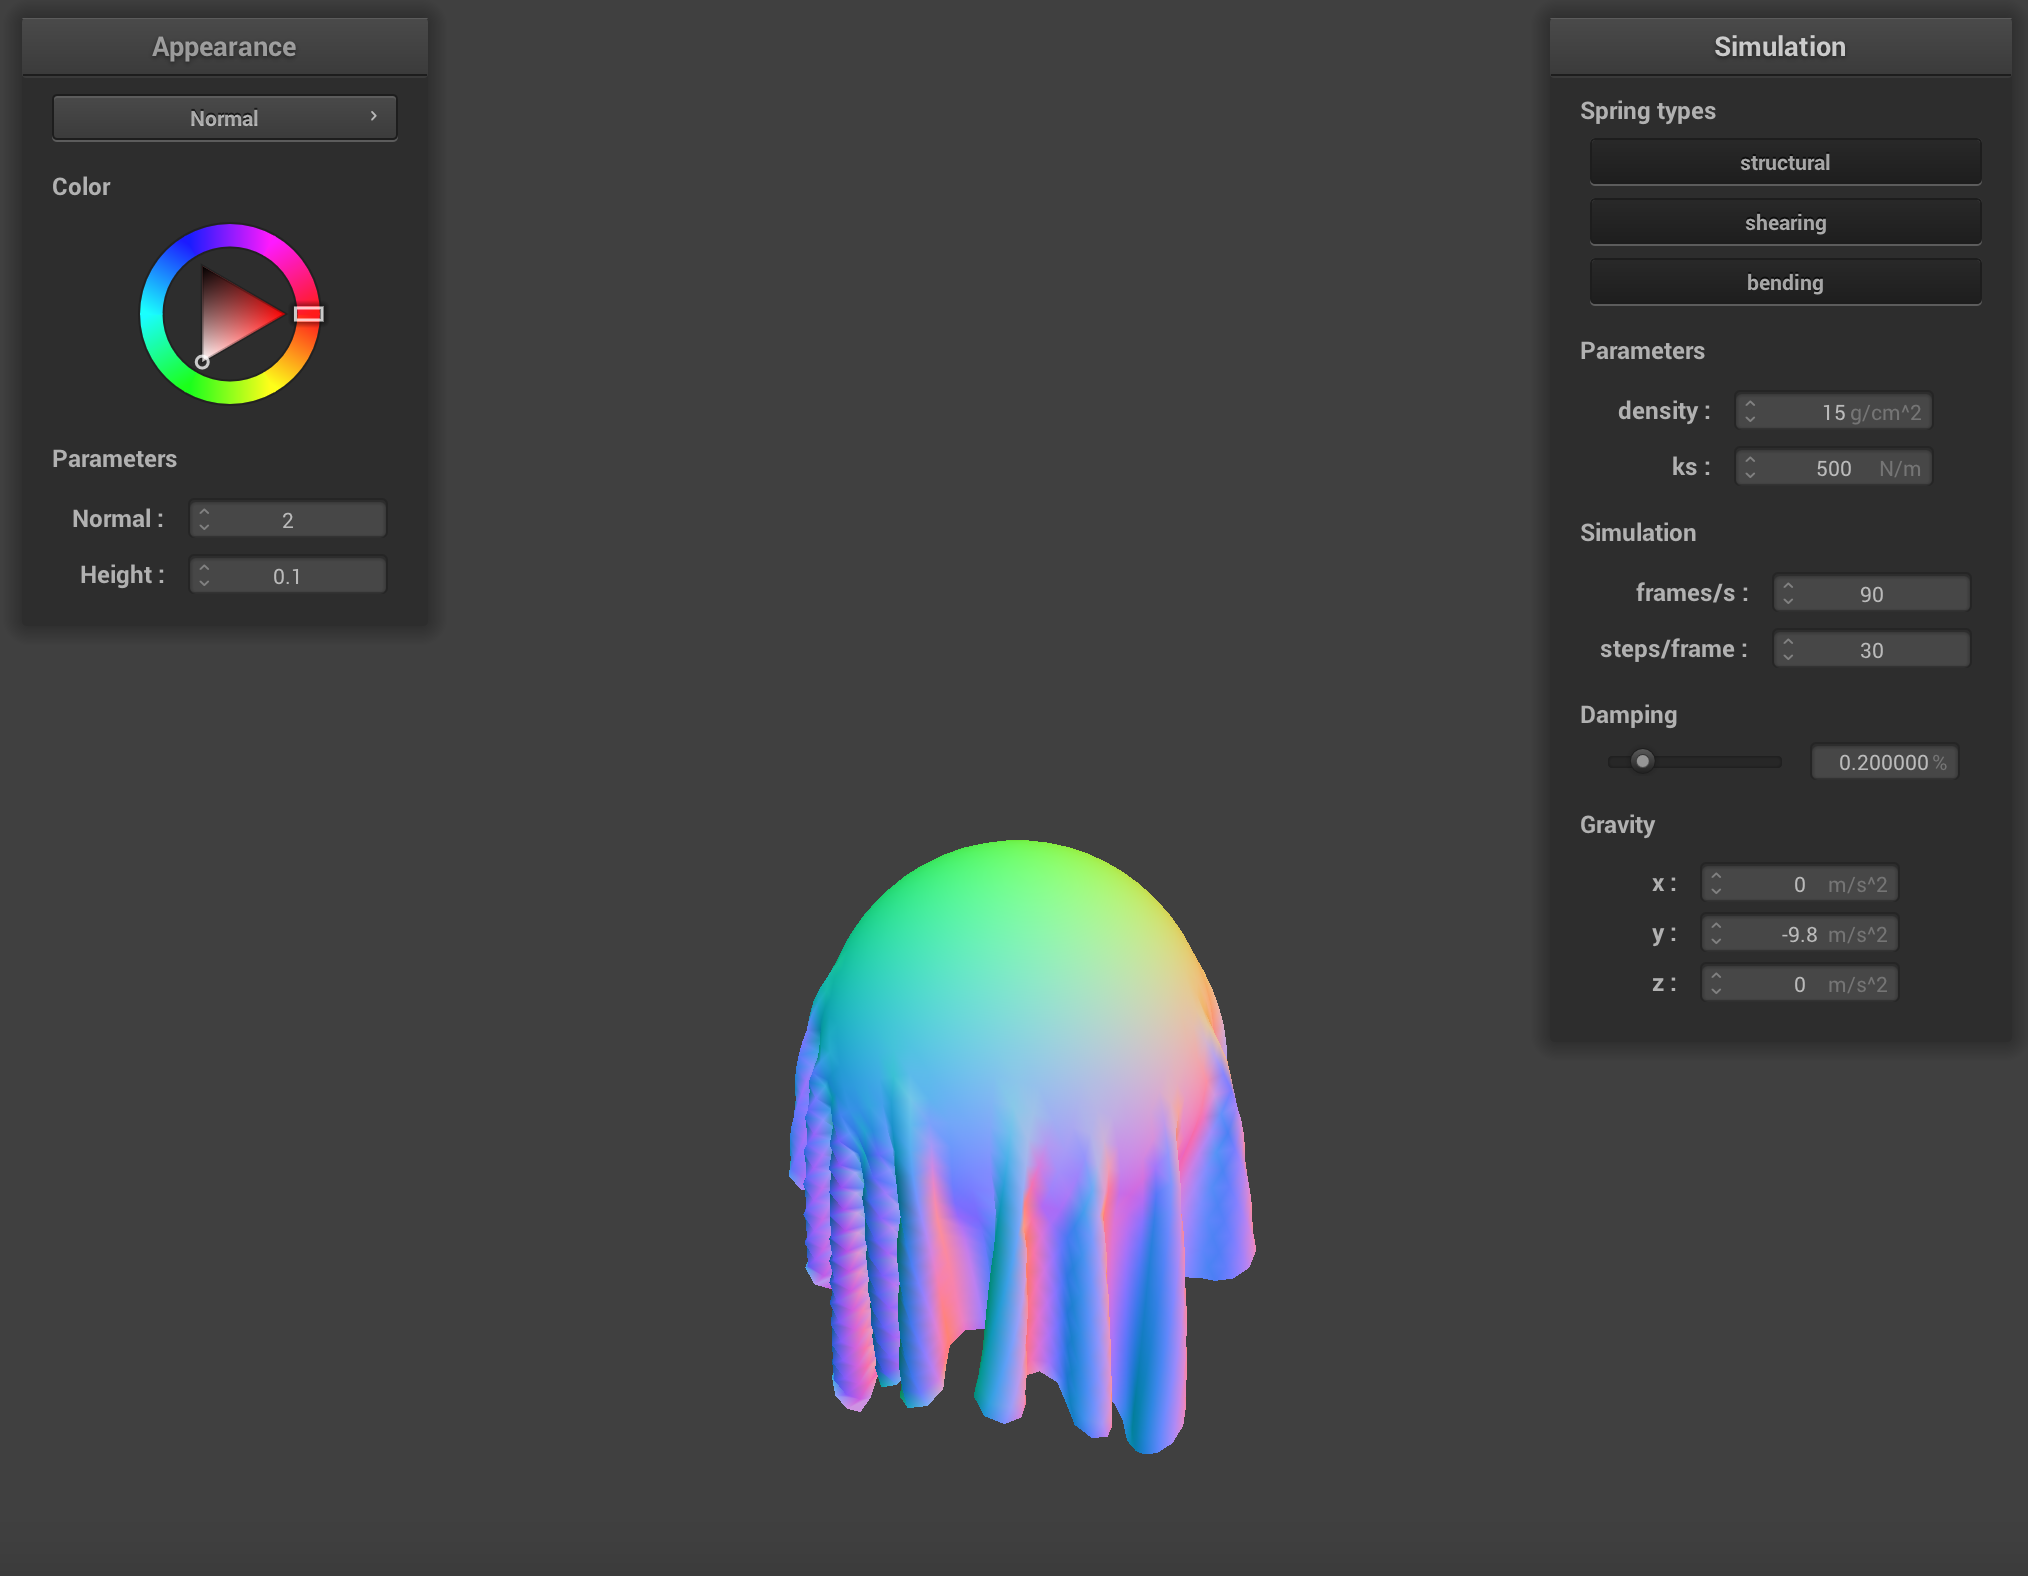 Appearance
Normal
Color
Parameters
Normal : 2
Height : 0.1
Simulation
Spring types
structural
shearing
bending
Parameters
density : 15 g/cm^2
ks : 500 N/m
Simulation
frames/s : 90
steps/frame : 30
Damping
0.200000 %
Gravity
x : 0 m/s^2
y : -9.8 m/s^2
z : 0 m/s^2